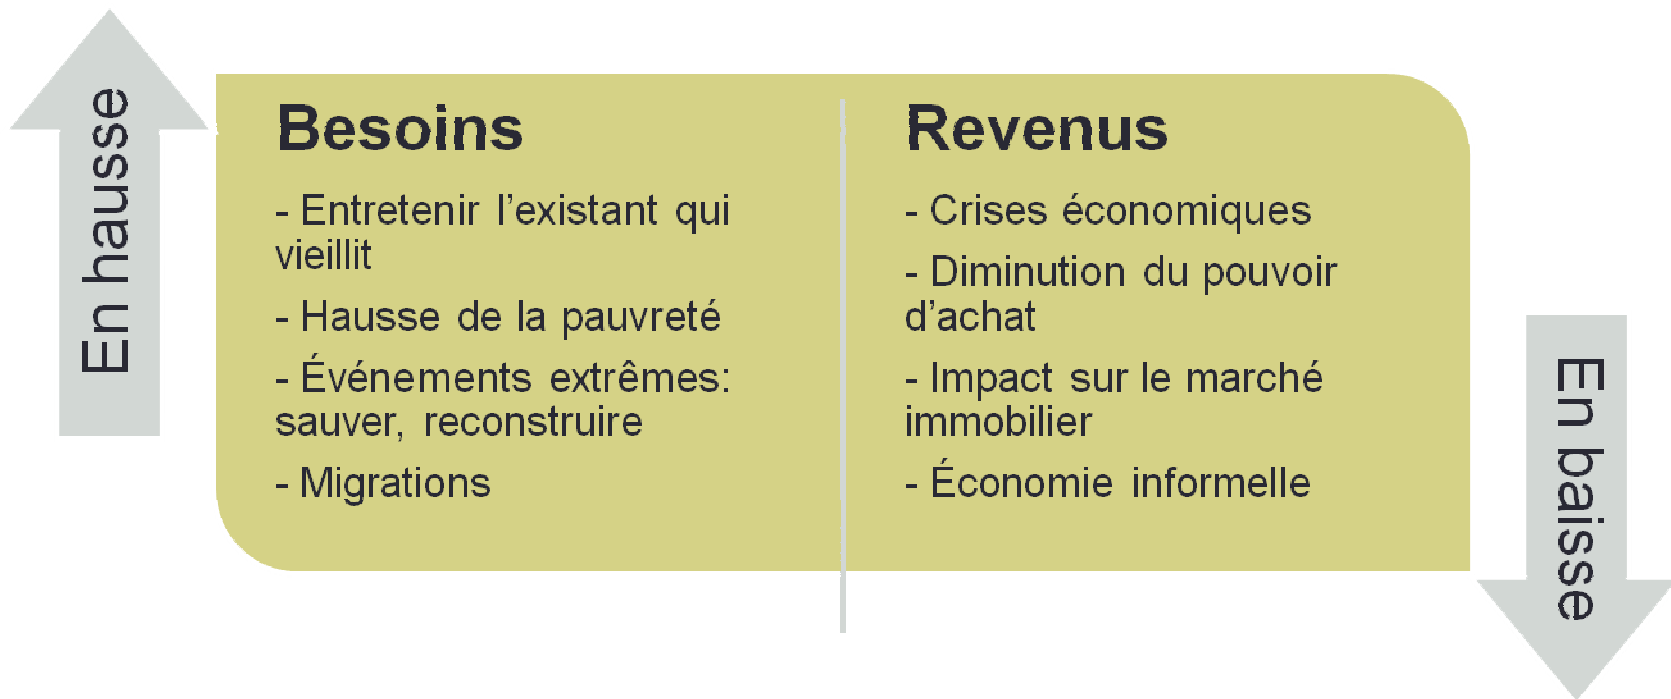 En hausse
Besoins
- Entretenir l’existant qui
vieillit
- Hausse de la pauvreté
- Événements extrêmes:
sauver, reconstruire
- Migrations
Revenus
- Crises économiques
- Diminution du pouvoir
d’achat
- Impact sur le marché
immobilier
- Économie informelle
En baisse